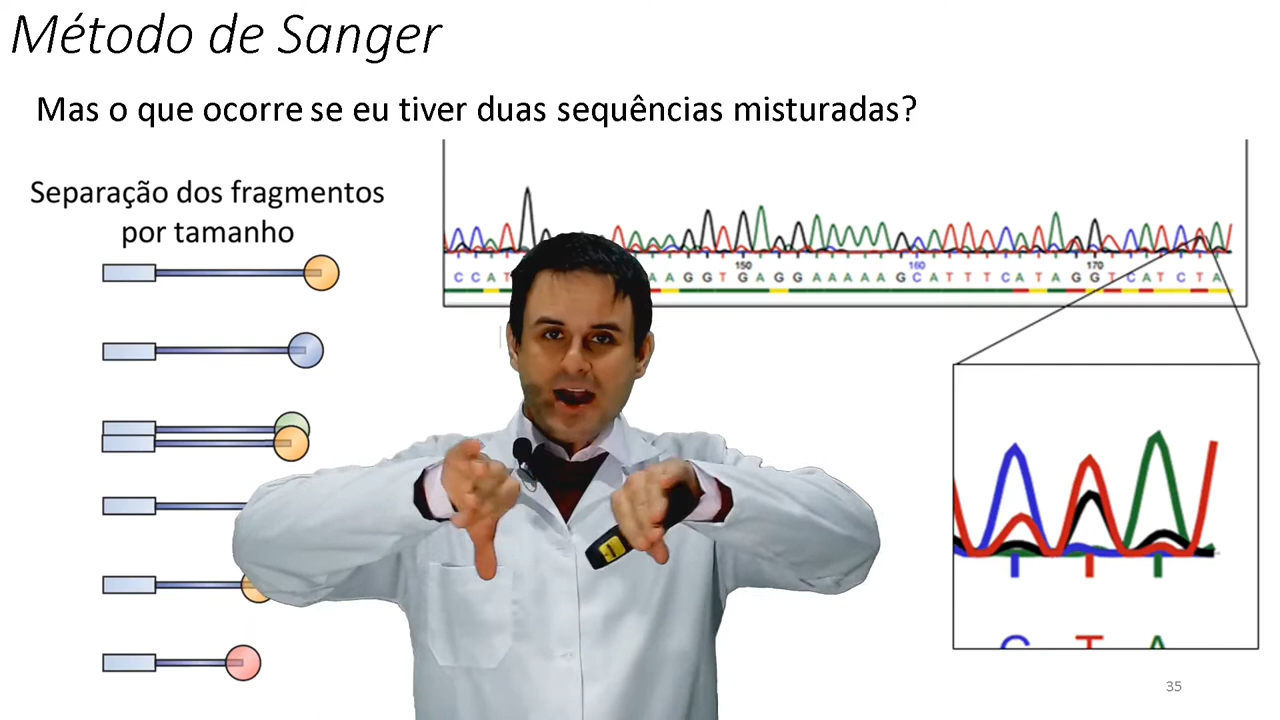 Método de Sanger
Mas o que ocorre se eu tiver duas sequências misturadas?
Separação dos fragmentos
por tamanho
150 160 170
C C A T A A G G T G A G G A A A A A G C A T T T C A T A G G T C A T C T A
C T A
35